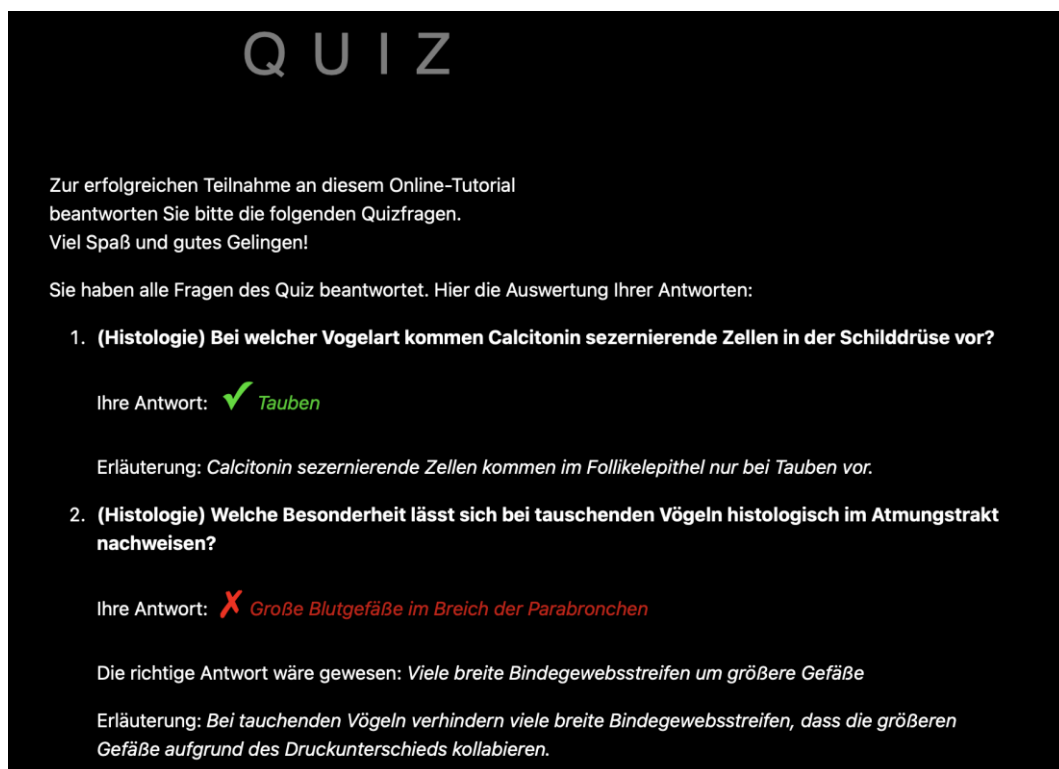 QUIZ
Zur erfolgreichen Teilnahme an diesem Online-Tutorial
beantworten Sie bitte die folgenden Quizfragen.
Viel Spaß und gutes Gelingen!
Sie haben alle Fragen des Quiz beantwortet. Hier die Auswertung Ihrer Antworten:
1. (Histologie) Bei welcher Vogelart kommen Calcitonin sezernierende Zellen in der Schilddrüse vor?
Ihre Antwort: ✓ Tauben
Erläuterung: Calcitonin sezernierende Zellen kommen im Follikelepithel nur bei Tauben vor.
2. (Histologie) Welche Besonderheit lässt sich bei tauschenden Vögeln histologisch im Atmungstrakt
nachweisen?
Ihre Antwort: ✗ Große Blutgefäße im Breich der Parabronchen
Die richtige Antwort wäre gewesen: Viele breite Bindegewebsstreifen um größere Gefäße
Erläuterung: Bei tauchenden Vögeln verhindern viele breite Bindegewebsstreifen, dass die größeren
Gefäße aufgrund des Druckunterschieds kollabieren.